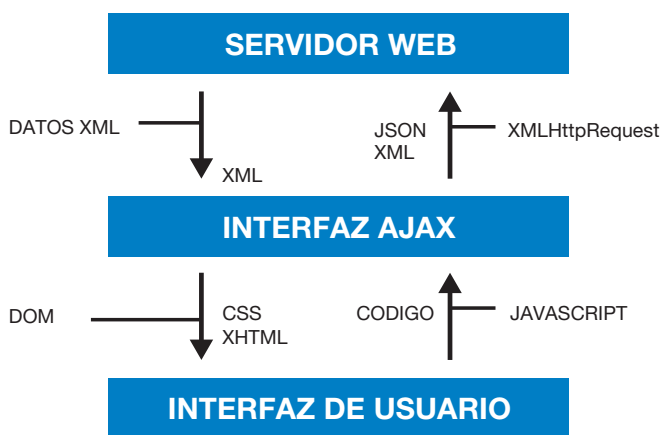 SERVIDOR WEB
DATOS XML
XML
JSON
XML
XMLHttpRequest
INTERFAZ AJAX
DOM
CSS
XHTML
CODIGO
JAVASCRIPT
INTERFAZ DE USUARIO